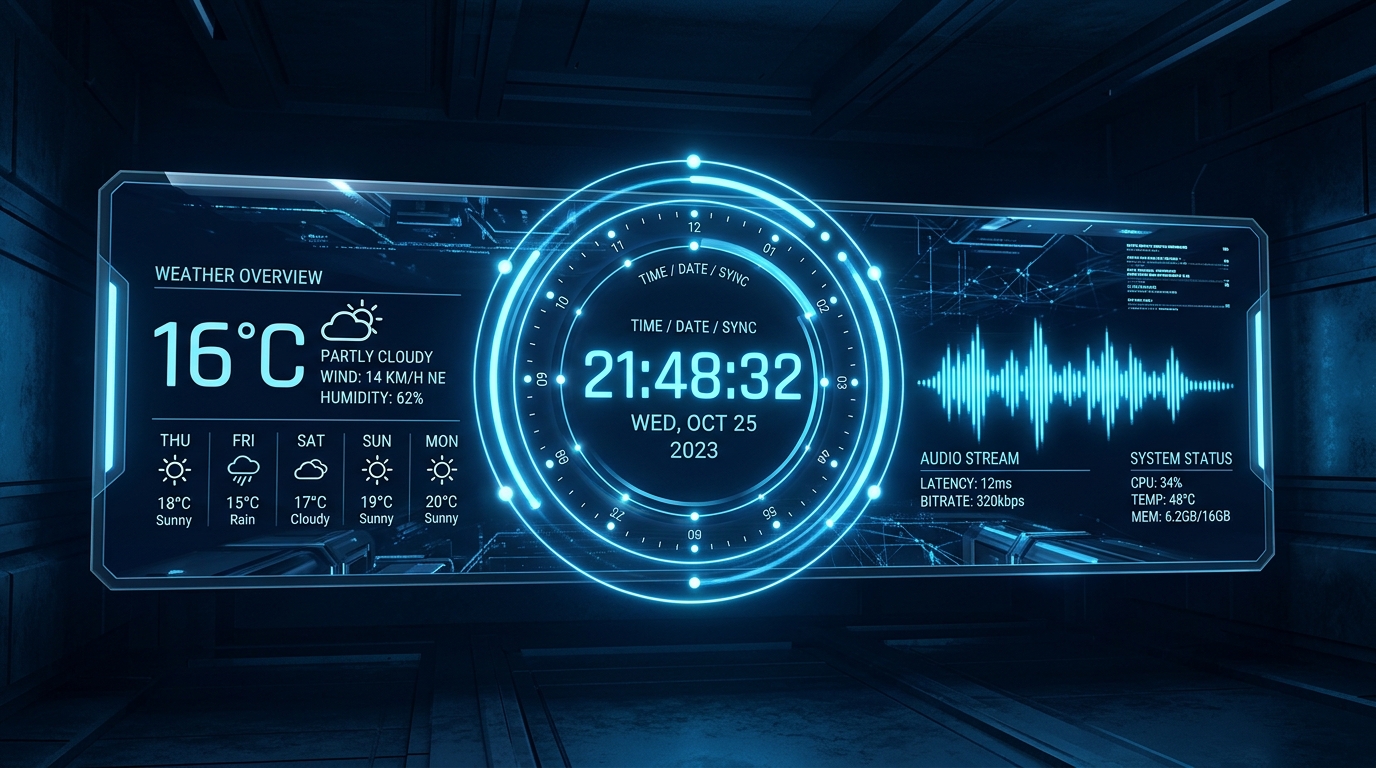 WEATHER OVERVIEW
16°C
PARTLY CLOUDY
WIND: 14 KM/H NE
HUMIDITY: 62%
THU
18°C
Sunny
FRI
15°C
Rain
SAT
17°C
Cloudy
SUN
19°C
Sunny
MON
20°C
Sunny
12
01
02
03
09
10
11
TIME / DATE / SYNC
TIME / DATE / SYNC
21:48:32
WED, OCT 25
2023
AUDIO STREAM
LATENCY: 12ms
BITRATE: 320kbps
SYSTEM STATUS
CPU: 34%
TEMP: 48°C
MEM: 6.2GB/16GB